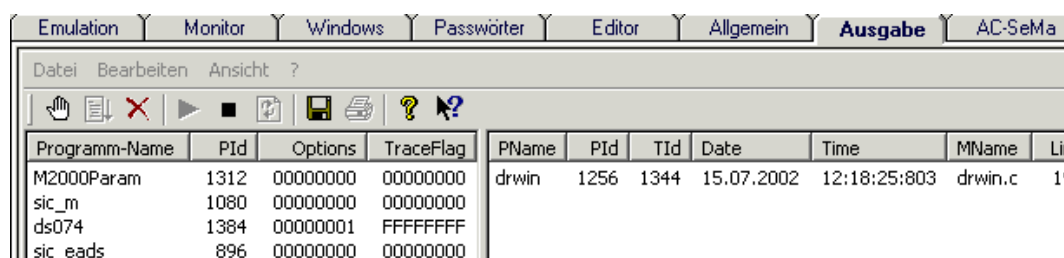 Emulation Monitor Windows Passwörter Editor Allgemein Ausgabe AC-SeMa
Datei Bearbeiten Ansicht ?
Programm-Name PId Options TraceFlag PName PId TId Date Time MName
M2000Param 1312 00000000 00000000 drwin 1256 1344 15.07.2002 12:18:25:803 drwin.c
sic_m 1080 00000000 00000000
ds074 1384 00000001 FFFFFFFF
sic_eads 896 00000000 00000000